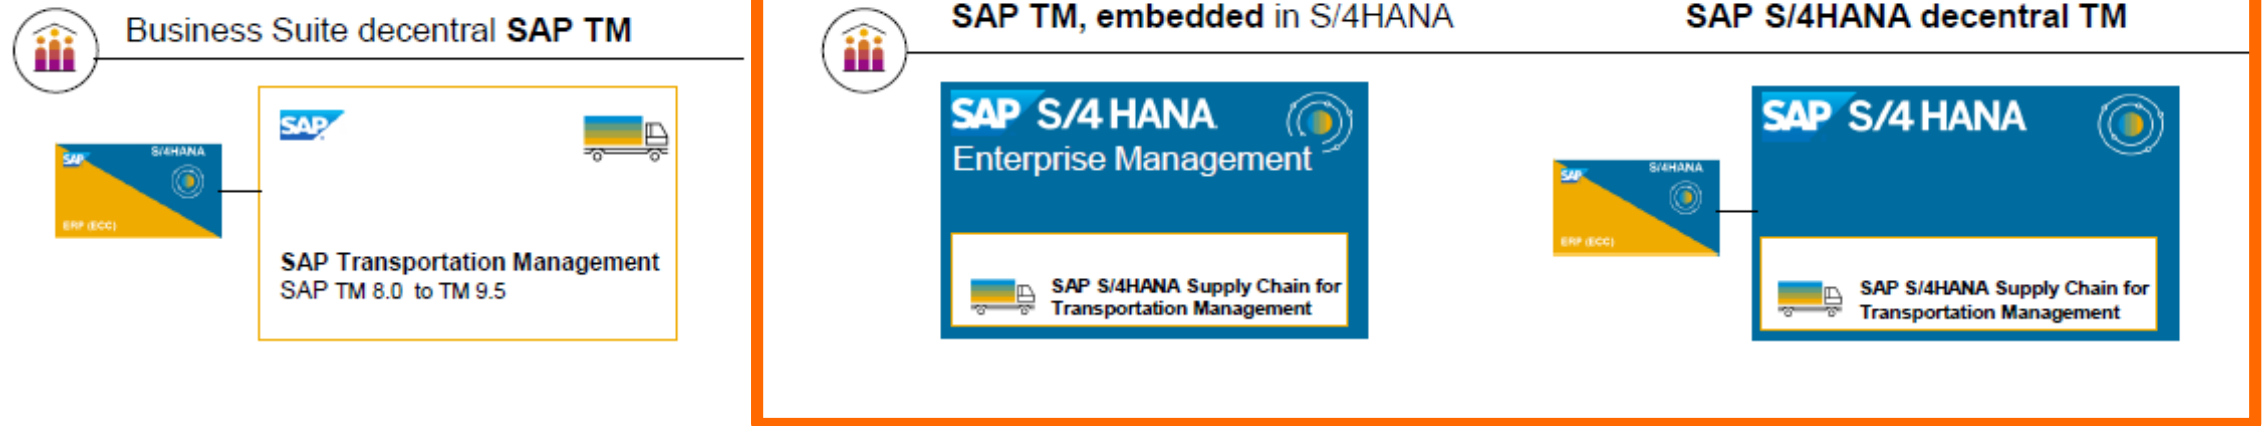 Business Suite decentral SAP TM
SAP
S/4HANA
ERP (ECC)
SAP
SAP Transportation Management
SAP TM 8.0 to TM 9.5
SAP TM, embedded in S/4HANA
SAP S/4 HANA
Enterprise Management
SAP S/4HANA Supply Chain for
Transportation Management
SAP S/4HANA decentral TM
SAP
S/4HANA
ERP (ECC)
SAP S/4 HANA
SAP S/4HANA Supply Chain for
Transportation Management